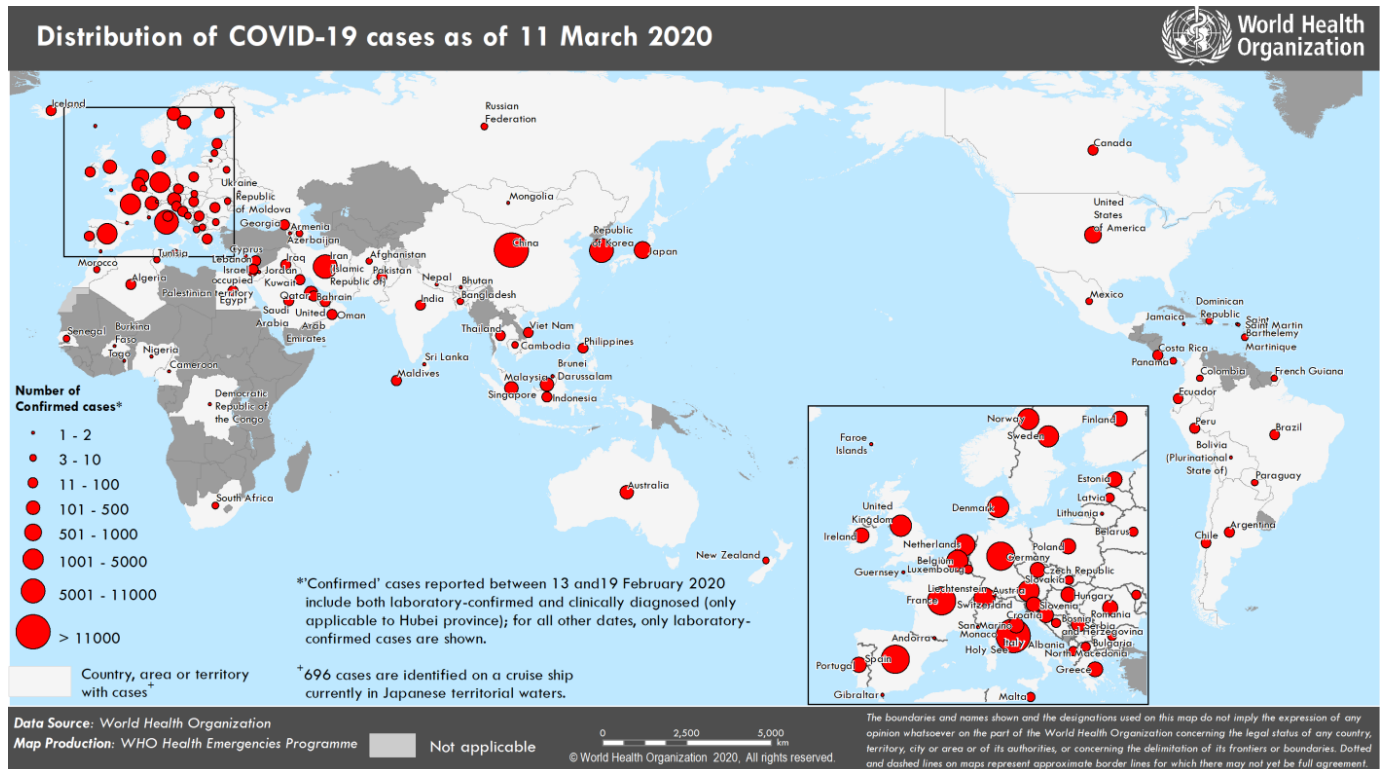 Distribution of COVID-19 cases as of 11 March 2020
World Health
Organization
Iceland
Russian
Federation
Canada
Ukraine
Republic
of Moldova
Georgia
Armenia
Azerbaijan
Mongolia
United
States
of America
China
Republic
of Korea
Japan
Cyprus
Tunisia
Lebanon
Iraq
Iran
(Islamic
Republic of)
Afghanistan
Morocco
Algeria
Israel
Jordan
occupied
Palestinian territory
Kuwait
Pakistan
Nepal
Bhutan
Bangladesh
India
Egypt
Qatar
Bahrain
Saudi
Arabia
United
Arab
Emirates
Oman
Mexico
Dominican
Republic
Jamaica
Saint
Saint Martin
Barthelemy
Martinique
Senegal
Burkina
Faso
Togo
Nigeria
Cameroon
Thailand
Viet Nam
Cambodia
Philippines
Sri Lanka
Maldives
Brunei
Darussalam
Malaysia
Singapore
Indonesia
Costa Rica
Panama
Colombia
French Guiana
Ecuador
Peru
Brazil
Bolivia
(Plurinational
State of)
Paraguay
Chile
Argentina
Democratic
Republic of
the Congo
South Africa
Australia
New Zealand
Number of
Confirmed cases*
1 - 2
3 - 10
11 - 100
101 - 500
501 - 1000
1001 - 5000
5001 - 11000
> 11000
Country, area or territory
with cases+
*'Confirmed' cases reported between 13 and19 February 2020
include both laboratory-confirmed and clinically diagnosed (only
applicable to Hubei province); for all other dates, only laboratory-
confirmed cases are shown.
+696 cases are identified on a cruise ship
currently in Japanese territorial waters.
Norway
Finland
Faroe
Islands
Sweden
Estonia
Latvia
Lithuania
Denmark
United
Kingdom
Ireland
Belarus
Netherlands
Poland
Germany
Belgium
Guernsey
Luxembourg
Czech Republic
Slovakia
Liechtenstein
Austria
Hungary
France
Switzerland
Slovenia
Romania
Croatia
San Marino
Bosnia
and Herzegovina
Serbia
Monaco
Italy
Bulgaria
Andorra
Holy See
Albania
North Macedonia
Portugal
Spain
Greece
Gibraltar
Malta
Data Source: World Health Organization
Map Production: WHO Health Emergencies Programme
Not applicable
0 2,500 5,000
km
© World Health Organization 2020, All rights reserved.
The boundaries and names shown and the designations used on this map do not imply the expression of any
opinion whatsoever on the part of the World Health Organization concerning the legal status of any country,
territory, city or area or of its authorities, or concerning the delimitation of its frontiers or boundaries. Dotted
and dashed lines on maps represent approximate border lines for which there may not yet be full agreement.